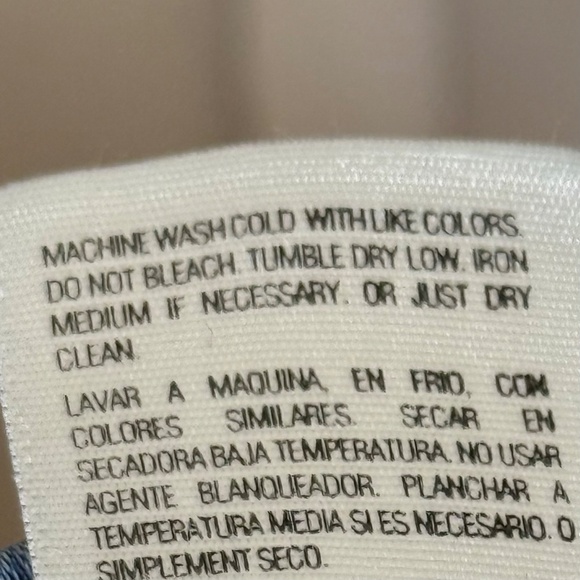 MACHINE WASH COLD WITH LIKE COLORS.
DO NOT BLEACH. TUMBLE DRY LOW. IRON
MEDIUM IF NECESSARY. OR JUST DRY
CLEAN.
LAVAR A MAQUINA, EN FRIO, CON
COLORES SIMILARES. SECAR EN
SECADORA BAJA TEMPERATURA. NO USAR
AGENTE BLANQUEADOR. PLANCHAR A
TEMPERATURA MEDIA SI ES NECESARIO. O
SIMPLEMENT SECO.